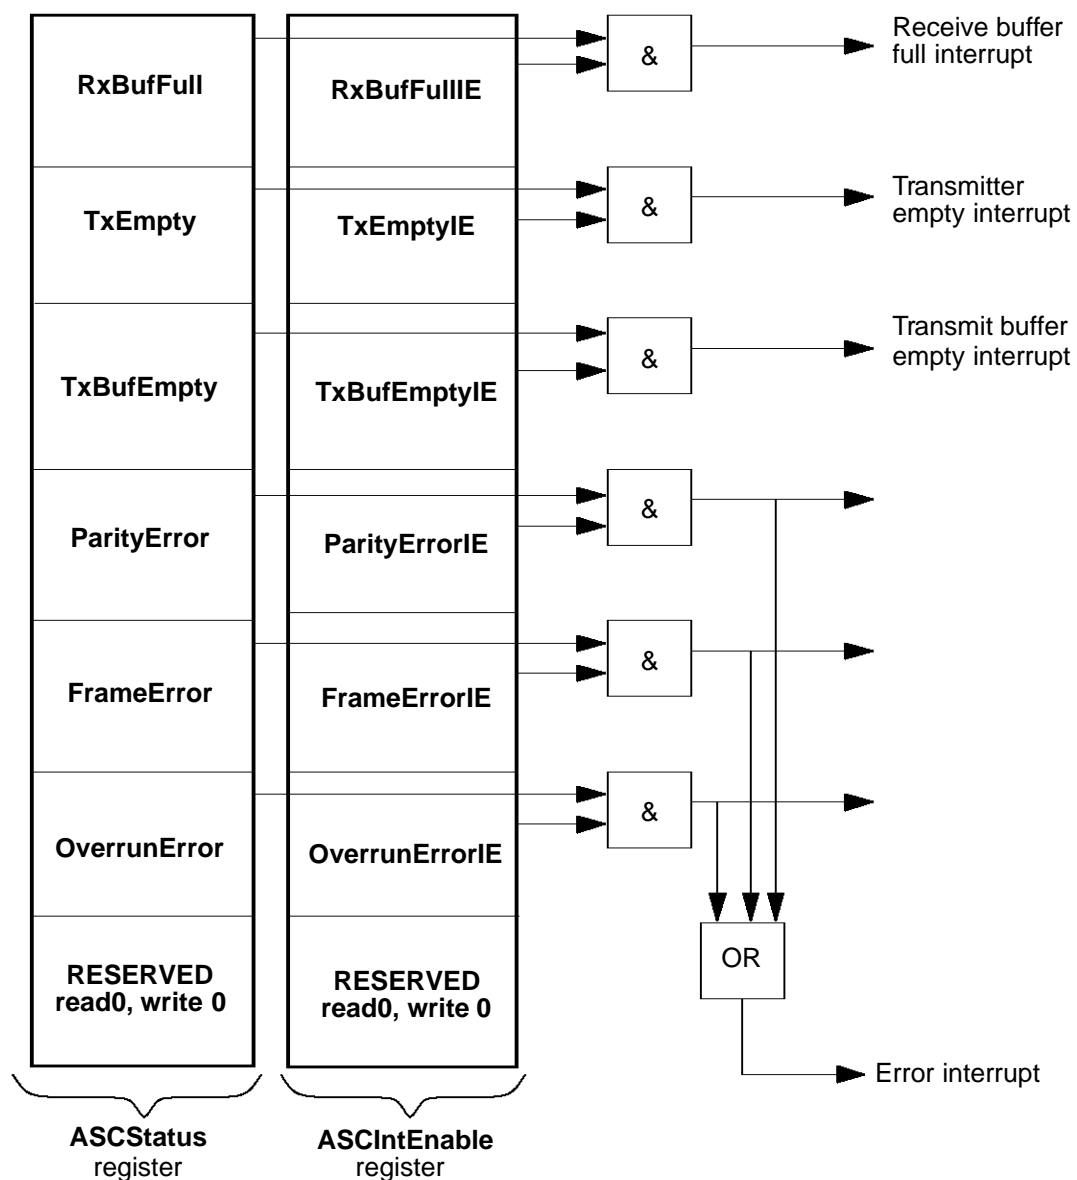 RxBufFull
RxBufFullIE
&
Receive buffer
full interrupt
TxEmpty
TxEmptyIE
&
Transmitter
empty interrupt
TxBufEmpty
TxBufEmptyIE
&
Transmit buffer
empty interrupt
ParityError
ParityErrorIE
&
FrameError
FrameErrorIE
&
OverrunError
OverrunErrorIE
&
RESERVED
read0, write 0
RESERVED
read0, write 0
OR
Error interrupt
ASCStatus
register
ASCIntEnable
register